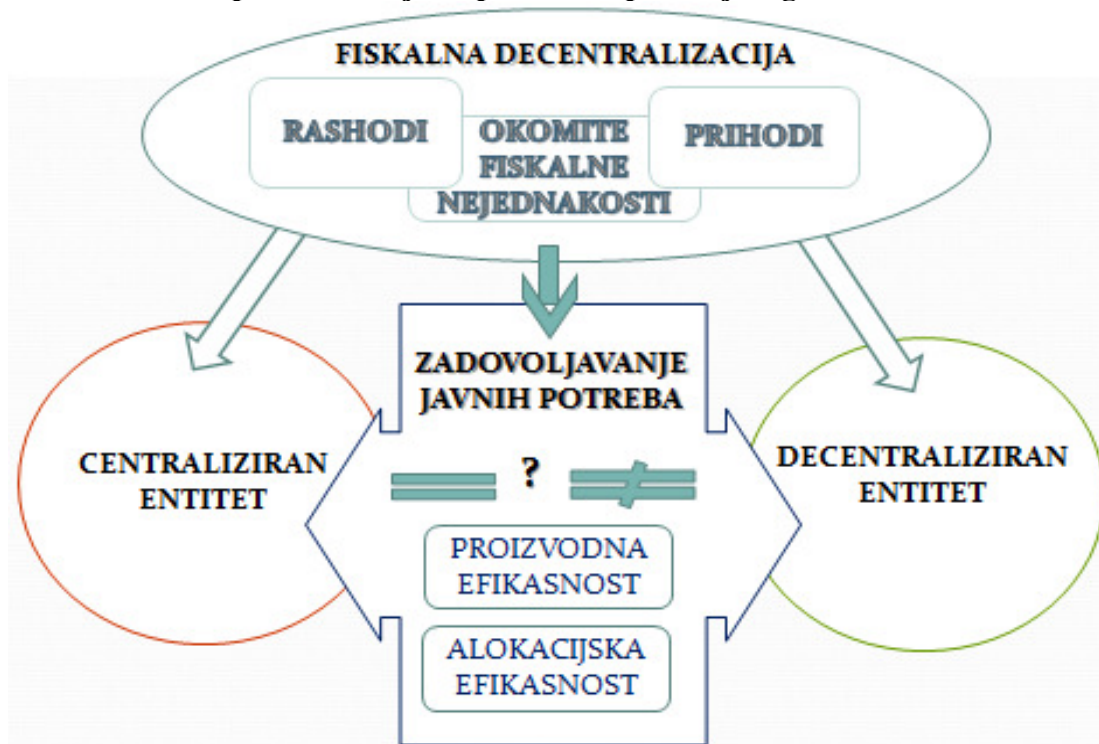 FISKALNA DECENTRALIZACIJA
RASHODI
OKOMITE
FISKALNE
NEJEDNAKOSTI
PRIHODI
ZADOVOLJAVANJE
JAVNIH POTREBA
CENTRALIZIRAN
ENTITET
= ? ≠
DECENTRALIZIRAN
ENTITET
PROIZVODNA
EFIKASNOST
ALOKACIJSKA
EFIKASNOST